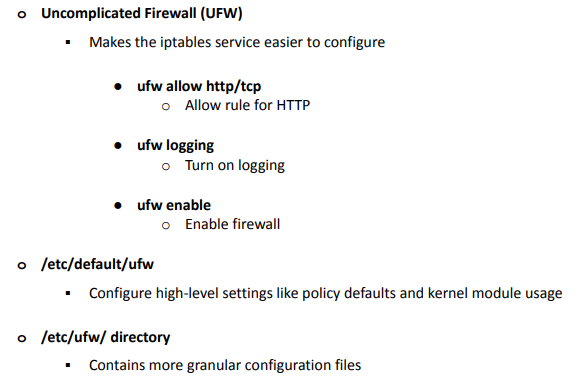 o Uncomplicated Firewall (UFW)
▪ Makes the iptables service easier to configure
● ufw allow http/tcp
o Allow rule for HTTP
● ufw logging
o Turn on logging
● ufw enable
o Enable firewall
o /etc/default/ufw
▪ Configure high-level settings like policy defaults and kernel module usage
o /etc/ufw/ directory
▪ Contains more granular configuration files